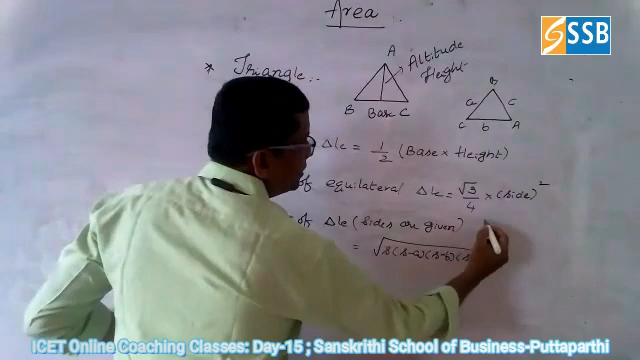 Area
SSB
* Triangle:-
A
Altitude
Height
B Base C
B
a c
C b A
Δle = 1/2 (Base × Height)
of equilateral Δle = √3/4 × (side)²
of Δle (sides are given)
= √s(s-a)(s-b)(s
ICET Online Coaching Classes: Day-15 ; Sanskrithi School of Business-Puttaparthi